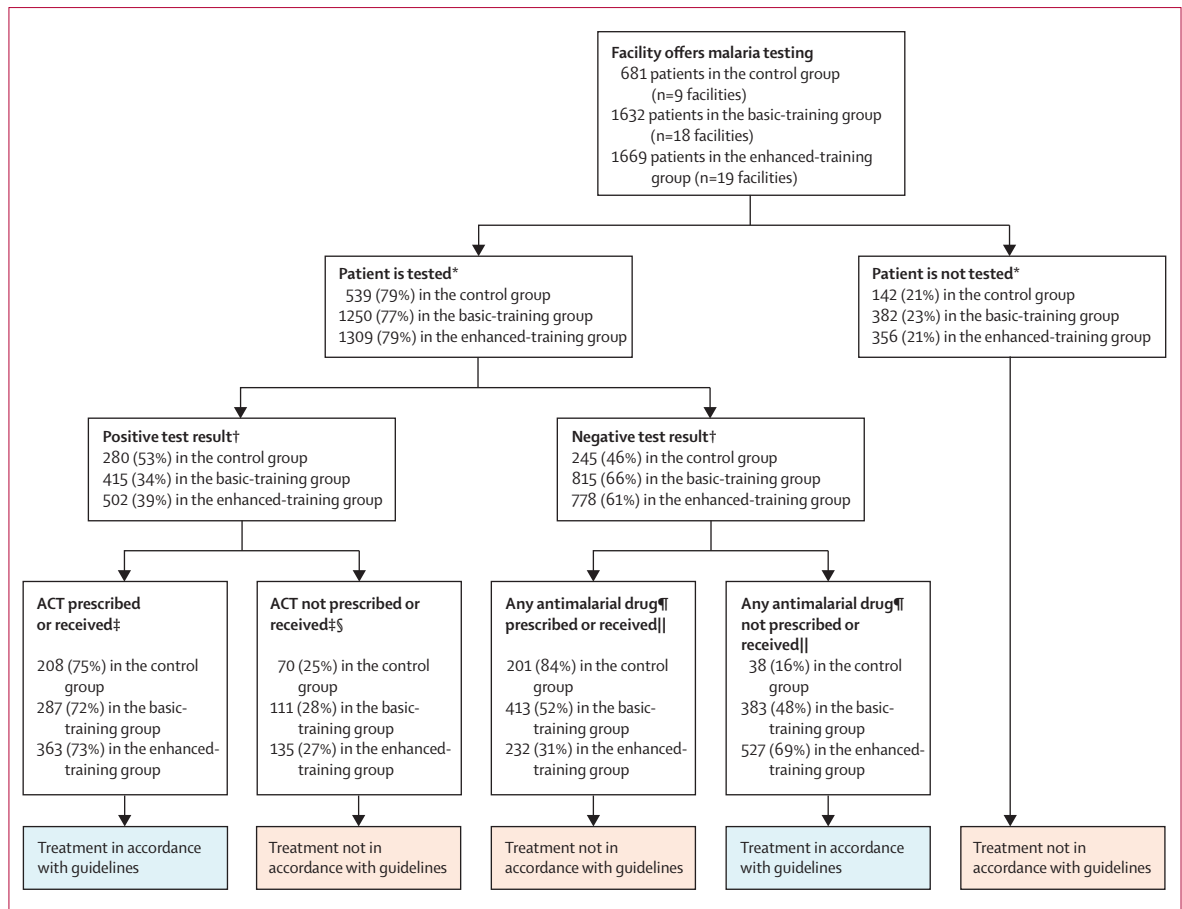 Facility offers malaria testing
681 patients in the control group
(n=9 facilities)
1632 patients in the basic-training group
(n=18 facilities)
1669 patients in the enhanced-training
group (n=19 facilities)
Patient is tested*
539 (79%) in the control group
1250 (77%) in the basic-training group
1309 (79%) in the enhanced-training group
Patient is not tested*
142 (21%) in the control group
382 (23%) in the basic-training group
356 (21%) in the enhanced-training group
Positive test result†
280 (53%) in the control group
415 (34%) in the basic-training group
502 (39%) in the enhanced-training group
Negative test result†
245 (46%) in the control group
815 (66%) in the basic-training group
778 (61%) in the enhanced-training group
ACT prescribed
or received‡
208 (75%) in the control
group
287 (72%) in the basic-
training group
363 (73%) in the enhanced-
training group
ACT not prescribed or
received‡§
70 (25%) in the control
group
111 (28%) in the basic-
training group
135 (27%) in the enhanced-
training group
Any antimalarial drug¶
prescribed or received||
201 (84%) in the control
group
413 (52%) in the basic-
training group
232 (31%) in the enhanced-
training group
Any antimalarial drug¶
not prescribed or
received||
38 (16%) in the control
group
383 (48%) in the basic-
training group
527 (69%) in the enhanced-
training group
Treatment in accordance
with guidelines
Treatment not in
accordance with guidelines
Treatment not in
accordance with guidelines
Treatment in accordance
with guidelines
Treatment not in
accordance with guidelines